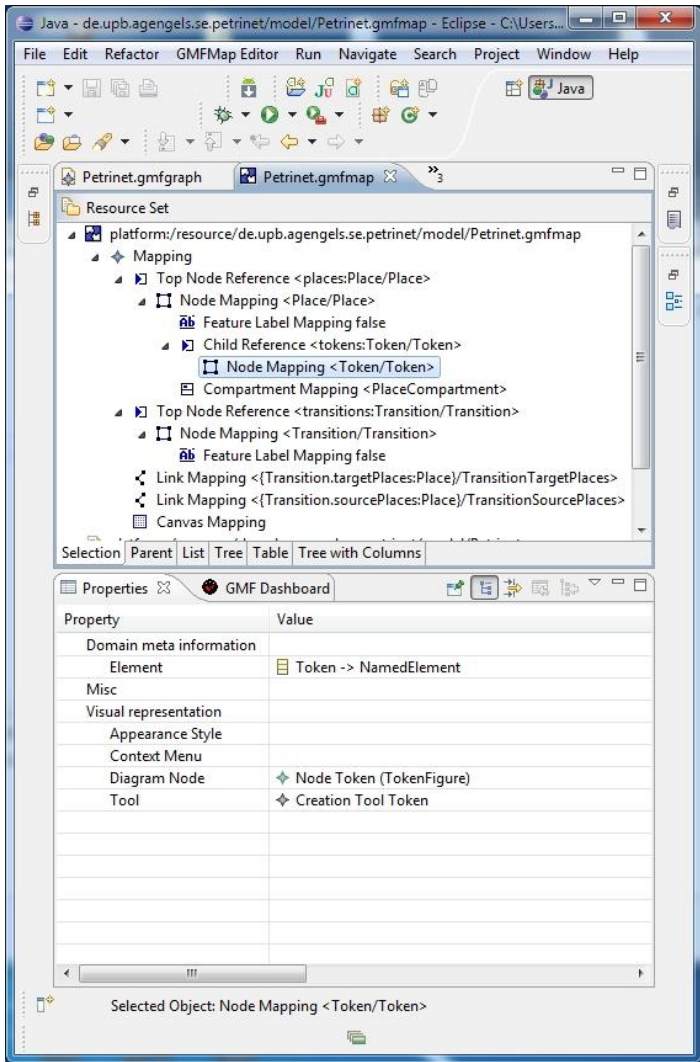 Java - de.upb.agengels.se.petrinet/model/Petrinet.gmfmap - Eclipse - C:\Users...
File Edit Refactor GMFMap Editor Run Navigate Search Project Window Help
Java
Petrinet.gmfgraph Petrinet.gmfmap »3
Resource Set
platform:/resource/de.upb.agengels.se.petrinet/model/Petrinet.gmfmap
Mapping
Top Node Reference <places:Place/Place>
Node Mapping <Place/Place>
Ab Feature Label Mapping false
Child Reference <tokens:Token/Token>
Node Mapping <Token/Token>
Compartment Mapping <PlaceCompartment>
Top Node Reference <transitions:Transition/Transition>
Node Mapping <Transition/Transition>
Ab Feature Label Mapping false
Link Mapping <{Transition.targetPlaces:Place}/TransitionTargetPlaces>
Link Mapping <{Transition.sourcePlaces:Place}/TransitionSourcePlaces>
Canvas Mapping
Selection Parent List Tree Table Tree with Columns
Properties GMF Dashboard
Property Value
Domain meta information
Element Token -> NamedElement
Misc
Visual representation
Appearance Style
Context Menu
Diagram Node Node Token (TokenFigure)
Tool Creation Tool Token
Selected Object: Node Mapping <Token/Token>